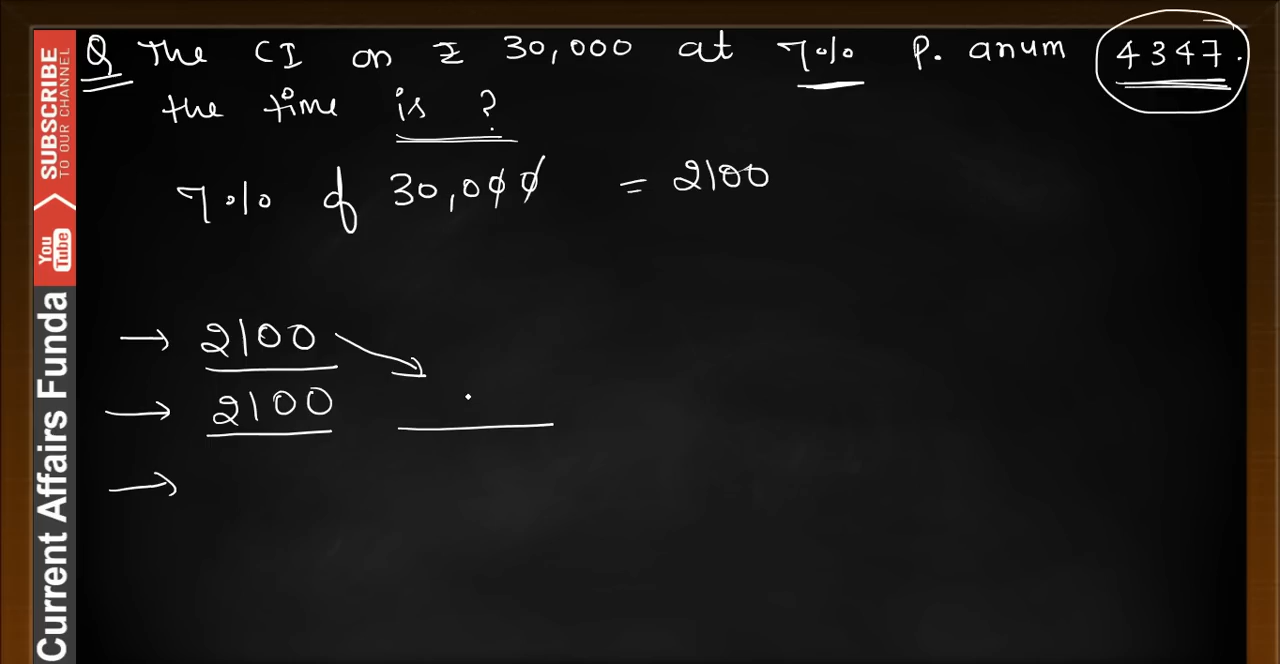 Q The CI on ₹ 30,000 at 7% P. anum 4347.
the time is ?
7% of 30,000 = 2100
→ 2100
→ 2100
→
SUBSCRIBE
TO OUR CHANNEL
You Tube
Current Affairs Funda